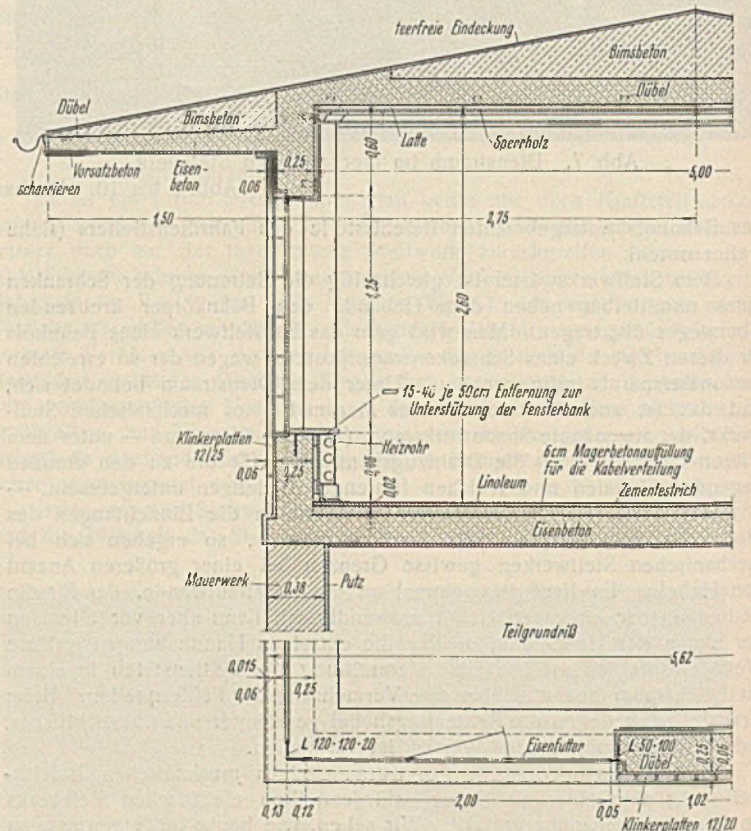 teerfreie Eindeckung
Bimsbeton
Dübel
Dübel
Bimsbeton
Latte
Sperrholz
scharrieren
Vorsatzbeton
Eisen-
beton
0,06
0,25
0,60
5,00
1,50
0,75
1,25
2,60
15-40 je 50cm Entfernung zur
Unterstützung der Fensterbank
Klinkerplatten
12/25
Heizrohr
6cm Magerbetonauffüllung
für die Kabelverteilung
0,06
0,25
0,02
Linoleum
Zementestrich
Eisenbeton
Mauerwerk
0,38
Putz
Teilgrundriß
5,62
0,015
0,06
0,25
L 120·120·20
Eisenfutter
L 50·100
Dübel
0,25
0,06
0,13
0,12
2,00
0,05
1,02
Klinkerplatten 12/20